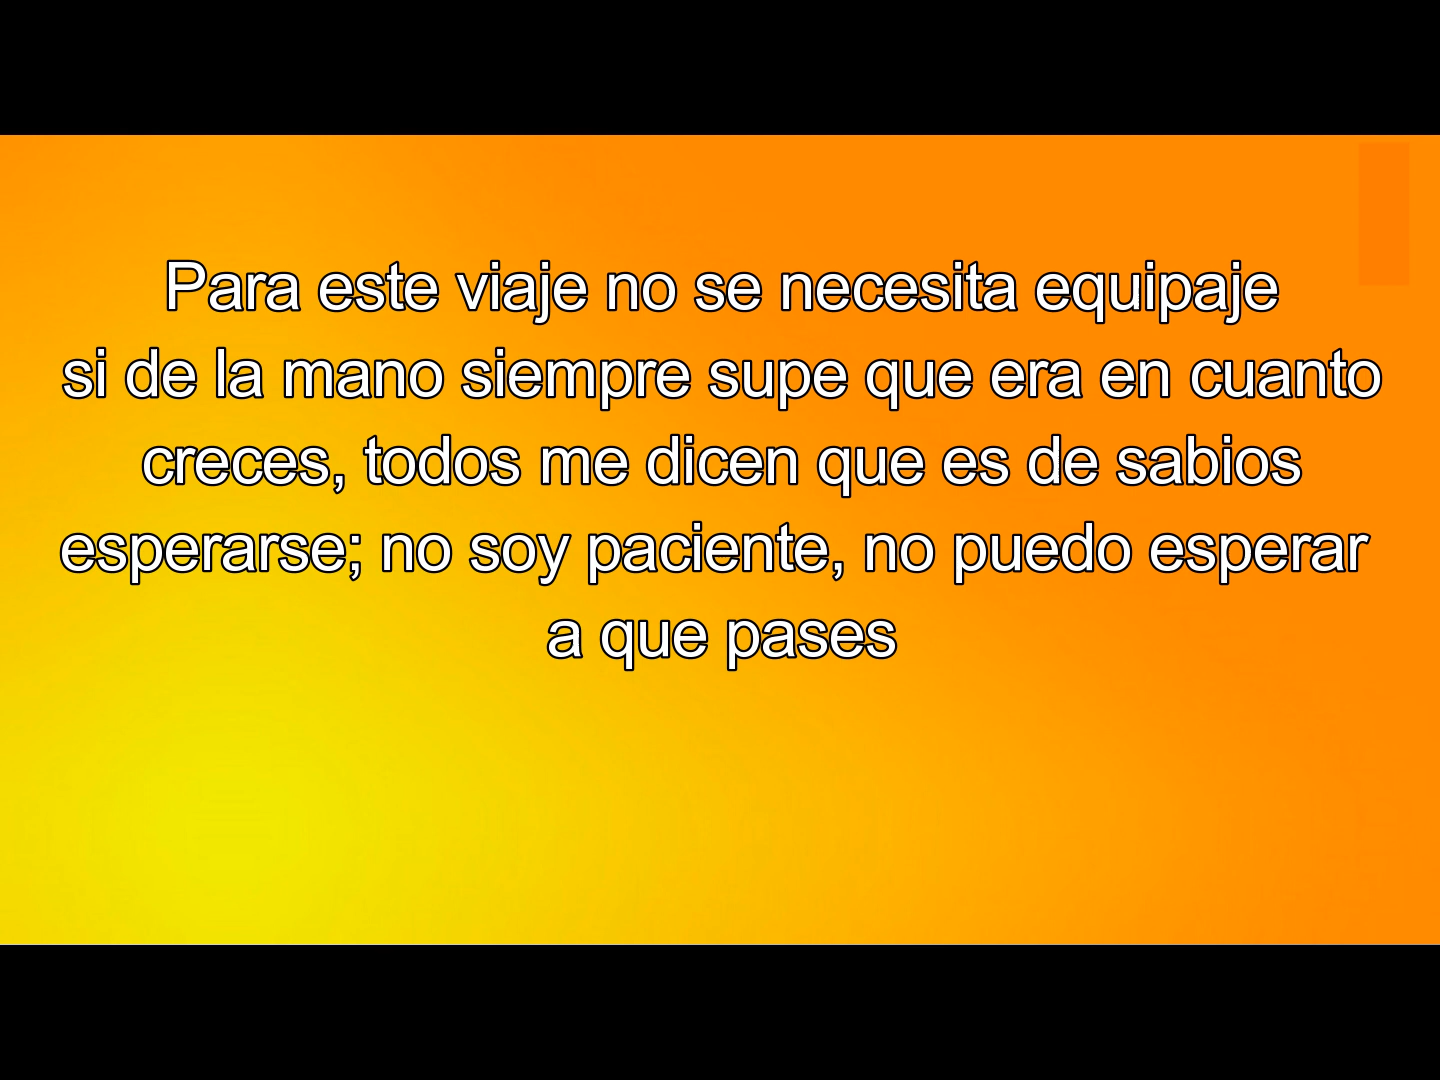 Para este viaje no se necesita equipaje
si de la mano siempre supe que era en cuanto
creces, todos me dicen que es de sabios
esperarse; no soy paciente, no puedo esperar
a que pases